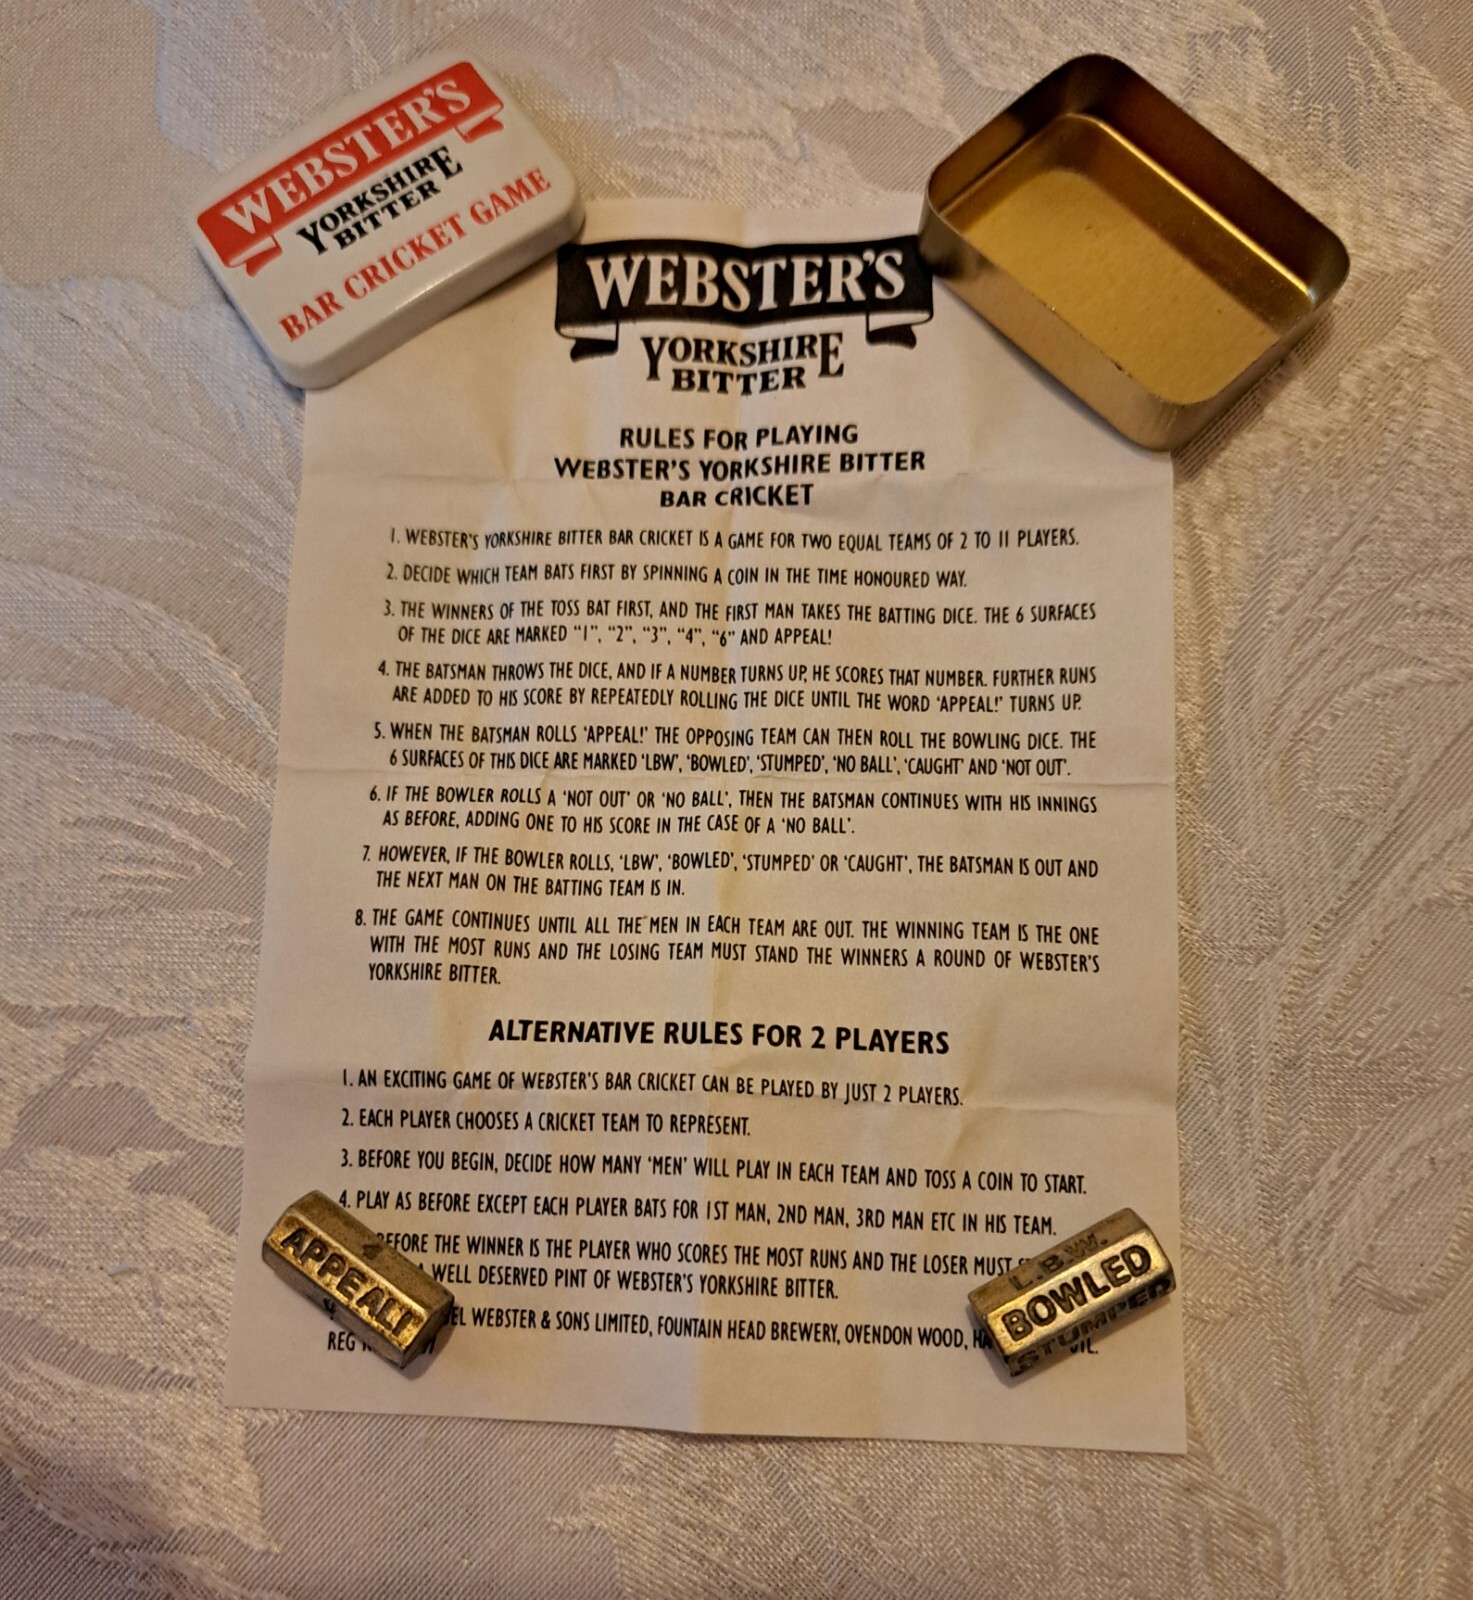 WEBSTER'S
YORKSHIRE
BITTER
BAR CRICKET GAME
WEBSTER'S
YORKSHIRE
BITTER
RULES FOR PLAYING
WEBSTER'S YORKSHIRE BITTER
BAR CRICKET
1. WEBSTER'S YORKSHIRE BITTER BAR CRICKET IS A GAME FOR TWO EQUAL TEAMS OF 2 TO 11 PLAYERS.
2. DECIDE WHICH TEAM BATS FIRST BY SPINNING A COIN IN THE TIME HONOURED WAY.
3. THE WINNERS OF THE TOSS BAT FIRST, AND THE FIRST MAN TAKES THE BATTING DICE. THE 6 SURFACES
OF THE DICE ARE MARKED "1", "2", "3", "4", "6" AND APPEAL!
4. THE BATSMAN THROWS THE DICE, AND IF A NUMBER TURNS UP, HE SCORES THAT NUMBER. FURTHER RUNS
ARE ADDED TO HIS SCORE BY REPEATEDLY ROLLING THE DICE UNTIL THE WORD 'APPEAL!' TURNS UP.
5. WHEN THE BATSMAN ROLLS 'APPEAL!' THE OPPOSING TEAM CAN THEN ROLL THE BOWLING DICE. THE
6 SURFACES OF THIS DICE ARE MARKED 'LBW', 'BOWLED', 'STUMPED', 'NO BALL', 'CAUGHT' AND 'NOT OUT'.
6. IF THE BOWLER ROLLS A 'NOT OUT' OR 'NO BALL', THEN THE BATSMAN CONTINUES WITH HIS INNINGS
AS BEFORE, ADDING ONE TO HIS SCORE IN THE CASE OF A 'NO BALL'.
7. HOWEVER, IF THE BOWLER ROLLS, 'LBW', 'BOWLED', 'STUMPED' OR 'CAUGHT', THE BATSMAN IS OUT AND
THE NEXT MAN ON THE BATTING TEAM IS IN.
8. THE GAME CONTINUES UNTIL ALL THE MEN IN EACH TEAM ARE OUT. THE WINNING TEAM IS THE ONE
WITH THE MOST RUNS AND THE LOSING TEAM MUST STAND THE WINNERS A ROUND OF WEBSTER'S
YORKSHIRE BITTER.
ALTERNATIVE RULES FOR 2 PLAYERS
1. AN EXCITING GAME OF WEBSTER'S BAR CRICKET CAN BE PLAYED BY JUST 2 PLAYERS.
2. EACH PLAYER CHOOSES A CRICKET TEAM TO REPRESENT.
3. BEFORE YOU BEGIN, DECIDE HOW MANY 'MEN' WILL PLAY IN EACH TEAM AND TOSS A COIN TO START.
4. PLAY AS BEFORE EXCEPT EACH PLAYER BATS FOR 1ST MAN, 2ND MAN, 3RD MAN ETC IN HIS TEAM.
BEFORE THE WINNER IS THE PLAYER WHO SCORES THE MOST RUNS AND THE LOSER MUST
A WELL DESERVED PINT OF WEBSTER'S YORKSHIRE BITTER.
WEBSTER & SONS LIMITED, FOUNTAIN HEAD BREWERY, OVENDON WOOD,
REG
4
APPEAL!
4
L.B.W.
BOWLED
STUMPED